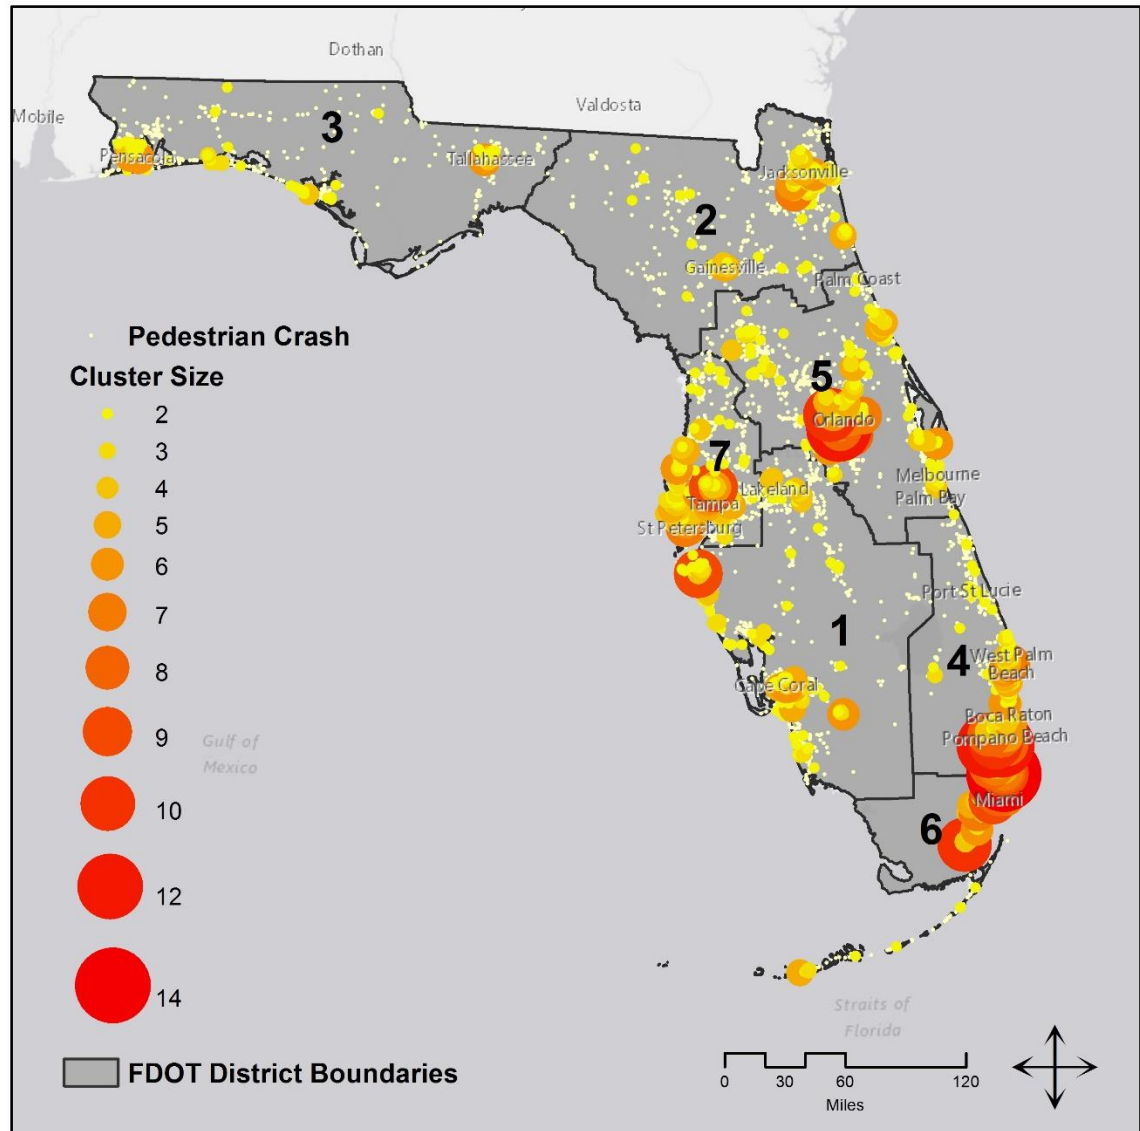 Dothan
Mobile
Valdosta
3
Pensacola
Tallahassee
Jacksonville
2
Gainesville
Palm Coast
Pedestrian Crash
Cluster Size
2
3
4
5
6
7
8
9
10
12
14
5
Orlando
7
Lakeland
Melbourne
Palm Bay
Tampa
St Petersburg
Port St Lucie
1
4
West Palm
Beach
Cape Coral
Boca Raton
Pompano Beach
Gulf of
Mexico
Miami
6
Straits of
Florida
FDOT District Boundaries
0 30 60 120
Miles